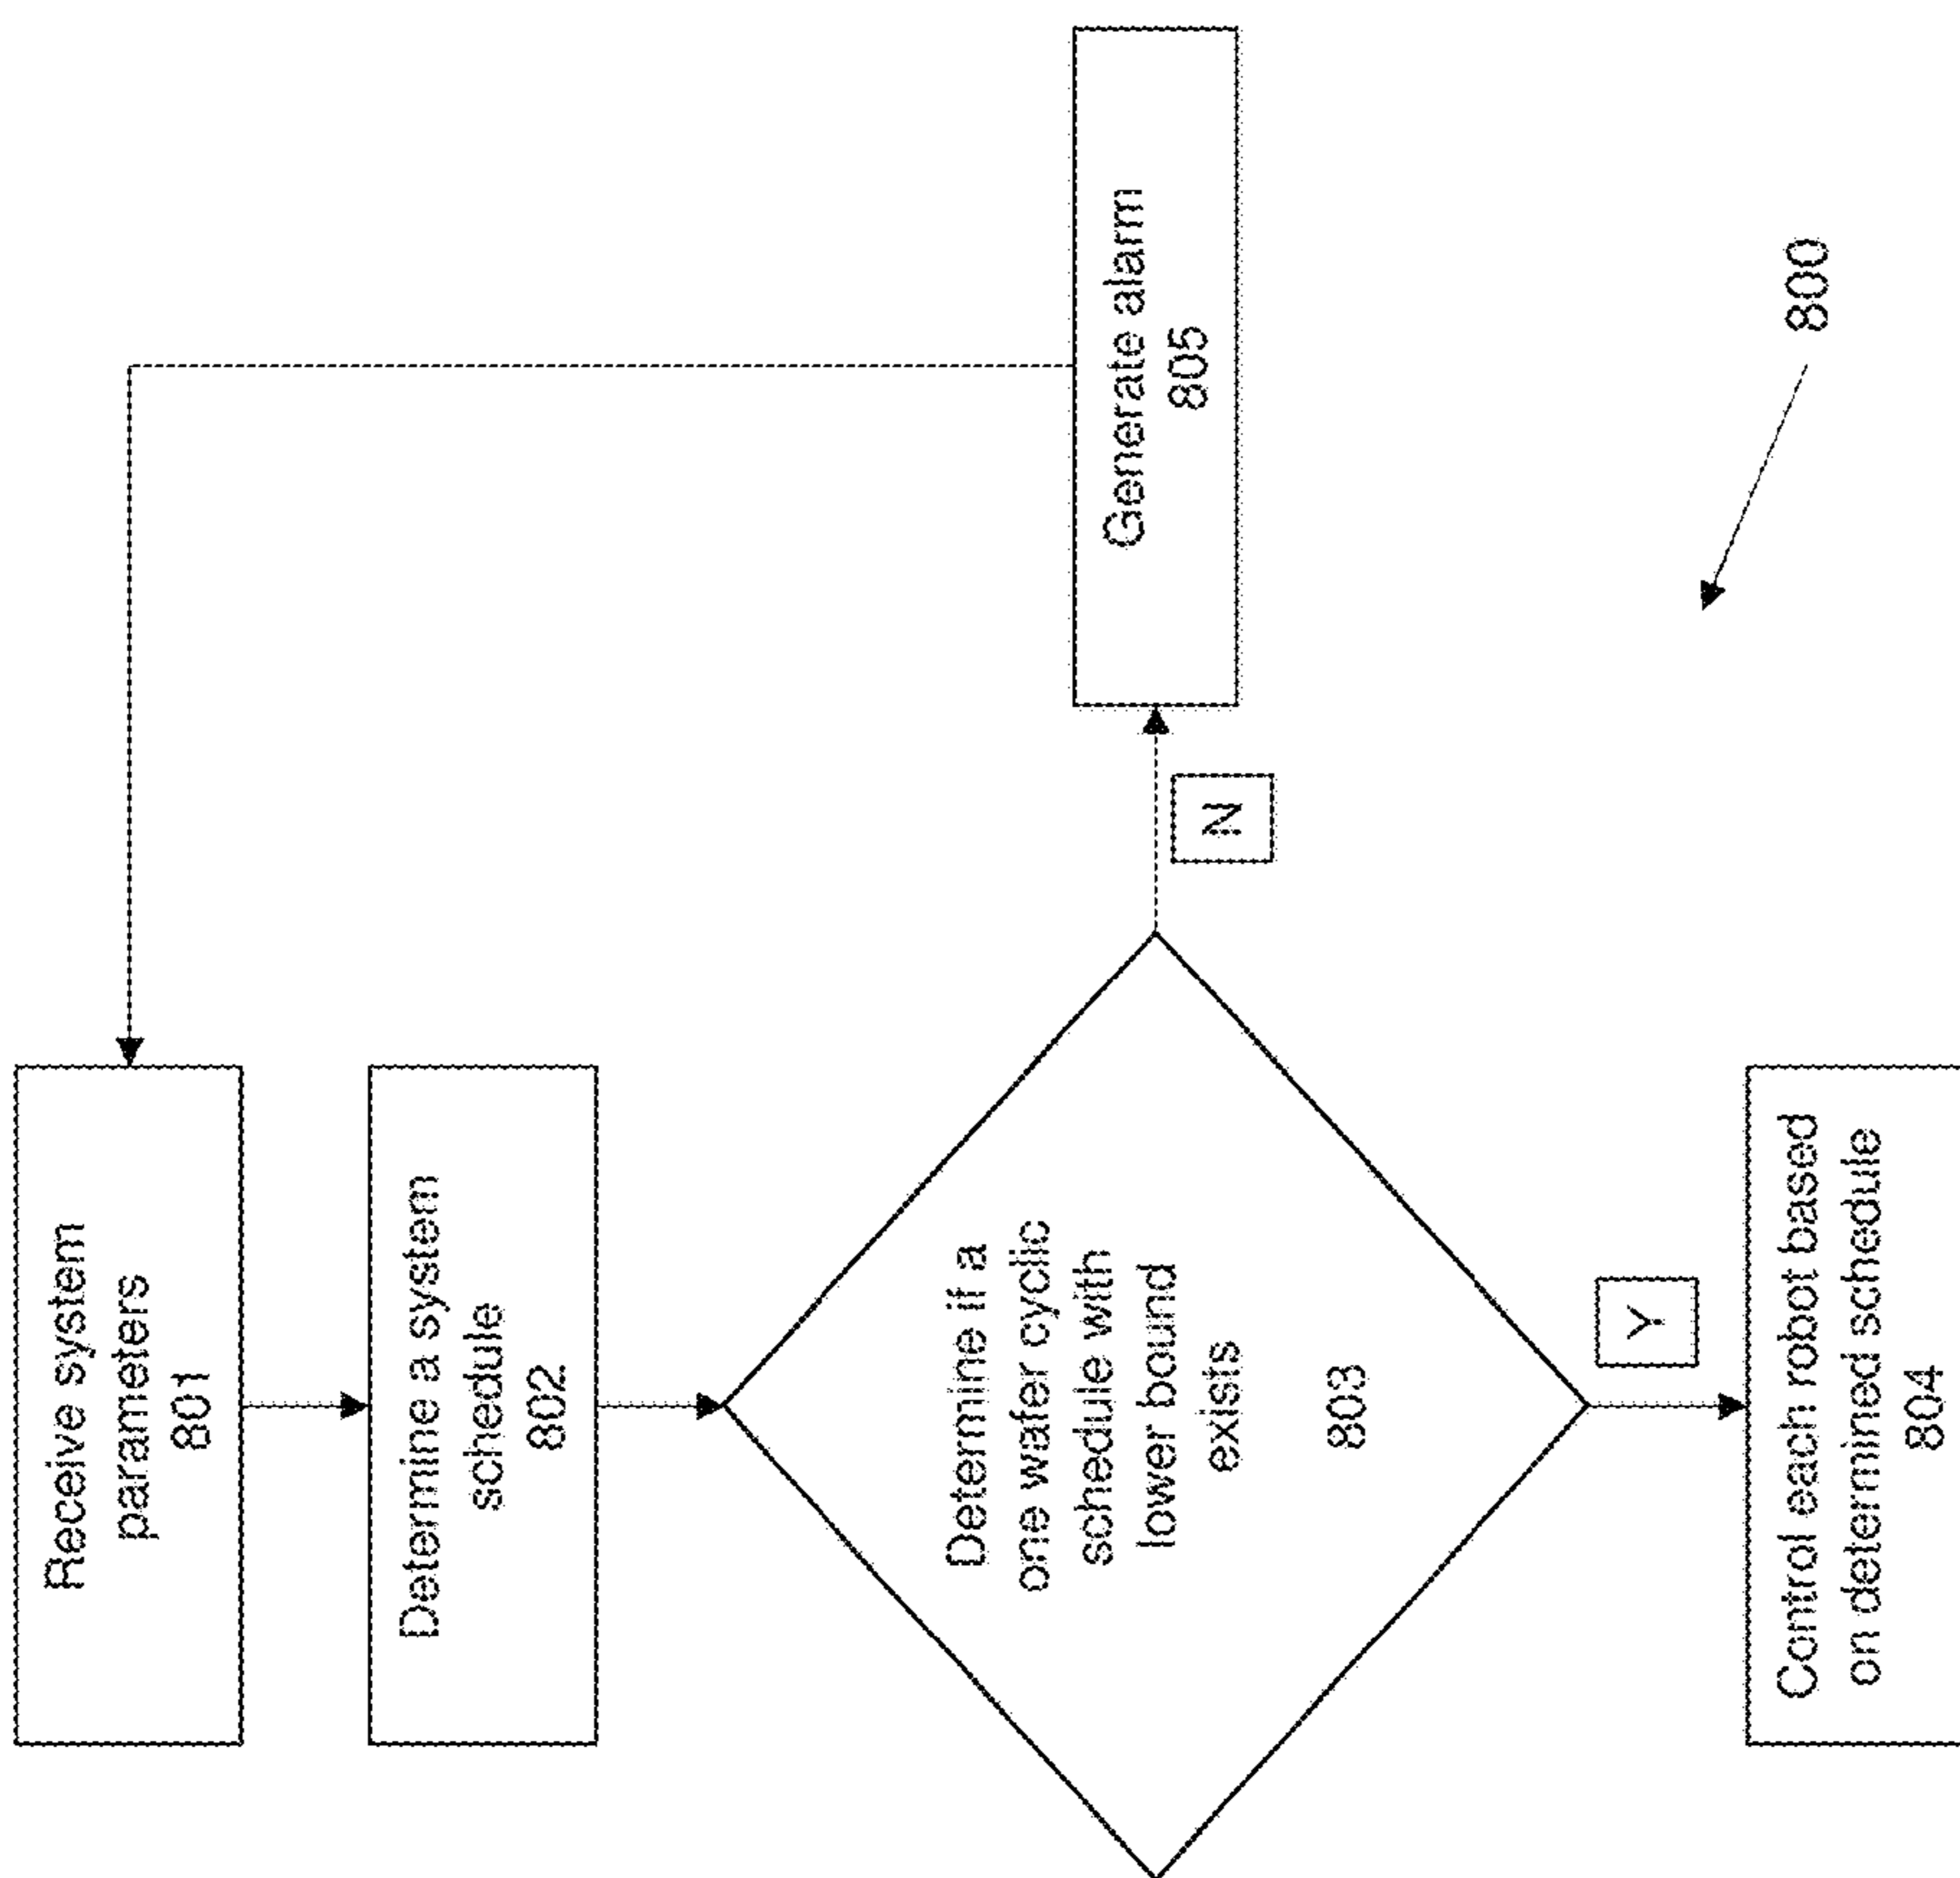 Receive system
parameters
801
Determine a system
schedule
802
Determine if a
one wafer cyclic
schedule with
lower bound
exists
803
N
Generate alarm
805
Y
Control each robot based
on determined schedule
804
800